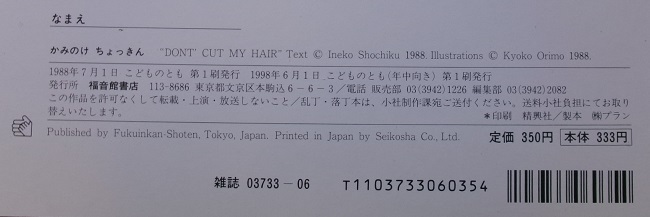 なまえ
かみのけ ちょっきん "DONT' CUT MY HAIR" Text © Ineko Shochiku 1988. Illustrations © Kyoko Orimo 1988.
1988年7月1日 こどものとも 第1刷発行 1998年6月1日 こどものとも(年中向き) 第1刷発行
発行所 福音館書店 113-8686 東京都文京区本駒込6-6-3/電話 販売部 03(3942)1226 編集部 03(3942)2082
この作品を許可なくして転載・上演・放送しないこと/乱丁・落丁本は、小社制作課宛ご送付ください。送料小社負担にてお取り
替えいたします。
*印刷 精興社/製本 ㈱プラン
Published by Fukuinkan-Shoten, Tokyo, Japan. Printed in Japan by Seikosha Co., Ltd.
定価 350円 本体 333円
雑誌 03733-06 T1103733060354